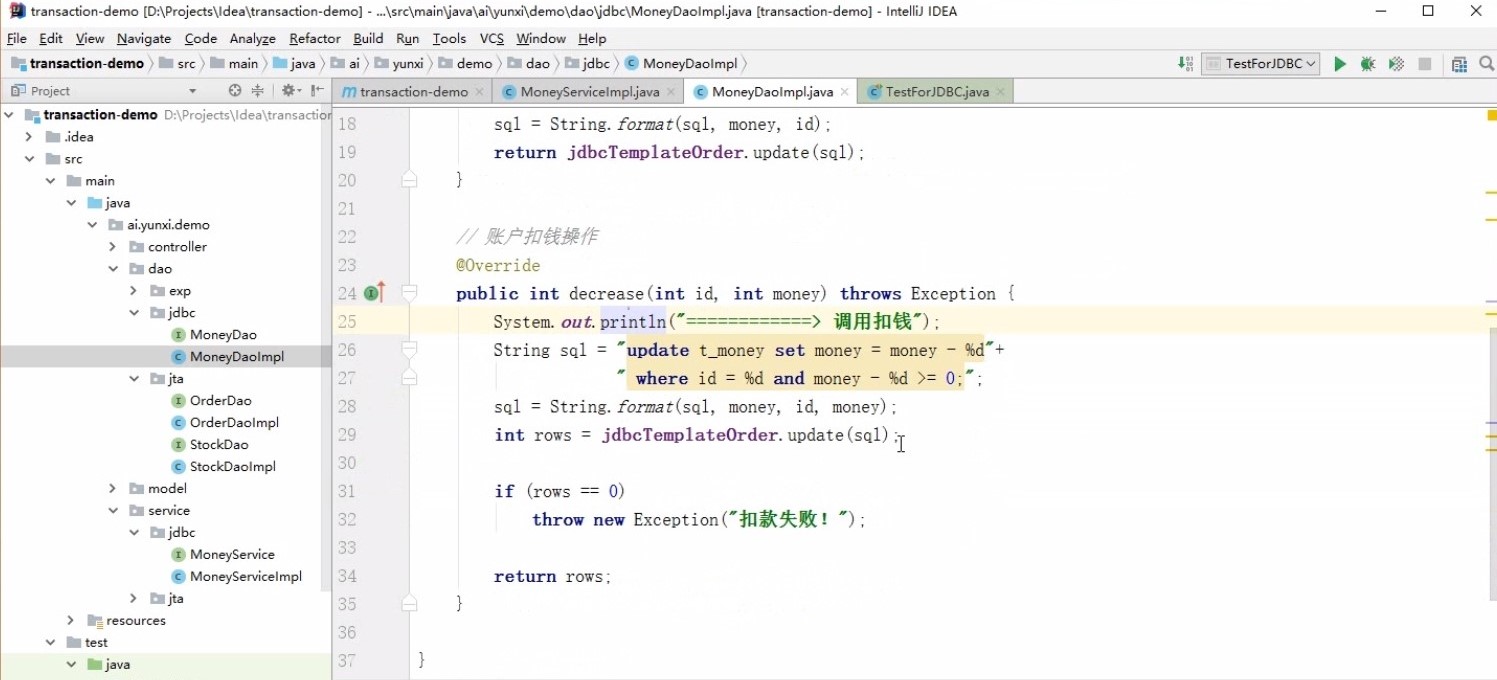 transaction-demo [D:\Projects\Idea\transaction-demo] - ...\src\main\java\ai\yunxi\demo\dao\jdbc\MoneyDaoImpl.java [transaction-demo] - IntelliJ IDEA
File Edit View Navigate Code Analyze Refactor Build Run Tools VCS Window Help
transaction-demo src main java ai yunxi demo dao jdbc MoneyDaoImpl TestForJDBC
Project
transaction-demo MoneyServiceImpl.java MoneyDaoImpl.java TestForJDBC.java
transaction-demo D:\Projects\Idea\transaction
.idea
src
main
java
ai.yunxi.demo
controller
dao
exp
jdbc
MoneyDao
MoneyDaoImpl
jta
OrderDao
OrderDaoImpl
StockDao
StockDaoImpl
model
service
jdbc
MoneyService
MoneyServiceImpl
jta
resources
test
java
18 sql = String.format(sql, money, id);
19 return jdbcTemplateOrder.update(sql);
20 }
21
22 // 账户扣钱操作
23 @Override
24 public int decrease(int id, int money) throws Exception {
25 System.out.println("============> 调用扣钱");
26 String sql = "update t_money set money = money - %d"+
27 " where id = %d and money - %d >= 0;";
28 sql = String.format(sql, money, id, money);
29 int rows = jdbcTemplateOrder.update(sql);
30
31 if (rows == 0)
32 throw new Exception("扣款失败！");
33
34 return rows;
35 }
36
37 }